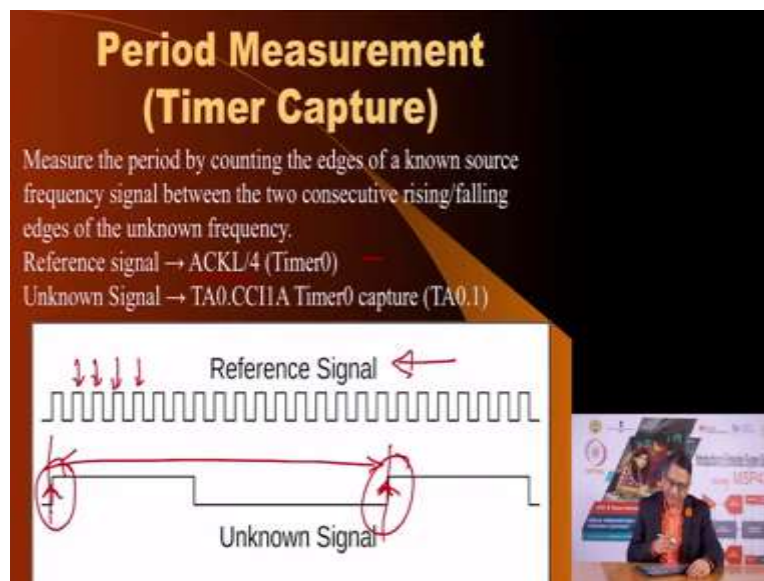 Period Measurement
(Timer Capture)
Measure the period by counting the edges of a known source
frequency signal between the two consecutive rising/falling
edges of the unknown frequency.
Reference signal → ACKL/4 (Timer0)
Unknown Signal → TA0.CCI1A Timer0 capture (TA0.1)
Reference Signal
Unknown Signal